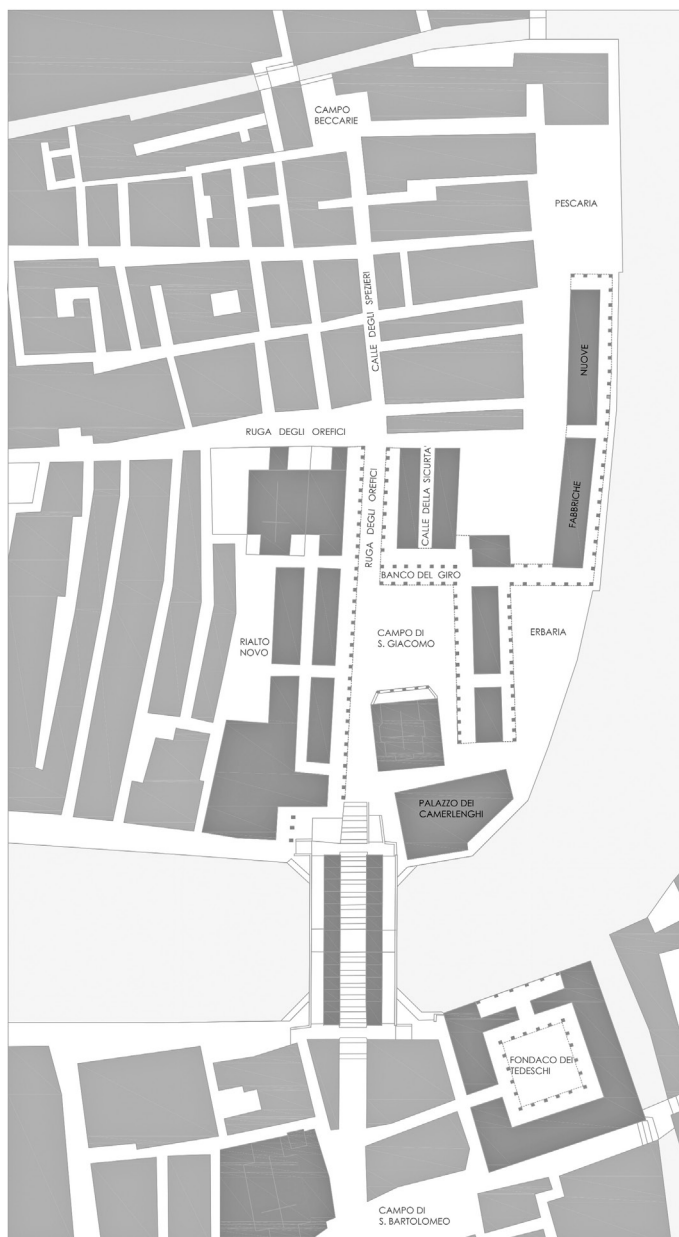 CAMPO
BECCARIE
PESCARIA
CALLE DEGLI SPEZIERI
NUOVE
RUGA DEGLI OREFICI
RUGA DEGLI OREFICI
CALLE DELLA SICURTA'
FABBRICHE
BANCO DEL GIRO
RIALTO
NOVO
CAMPO DI
S. GIACOMO
ERBARIA
PALAZZO DEI
CAMERLENGHI
FONDACO DEI
TEDESCHI
CAMPO DI
S. BARTOLOMEO